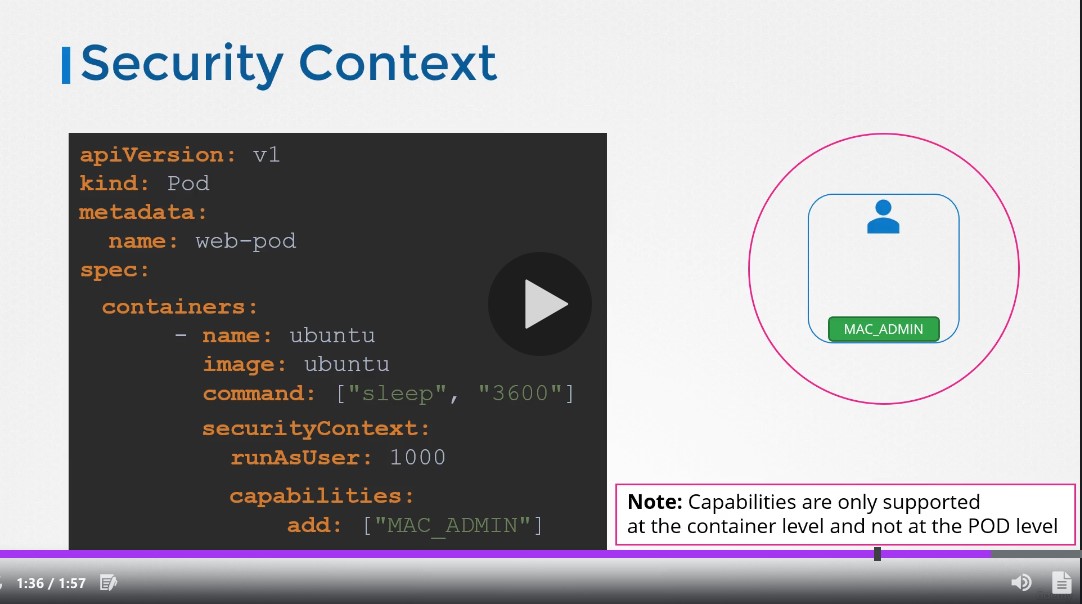 Security Context
apiVersion: v1
kind: Pod
metadata:
name: web-pod
spec:
containers:
- name: ubuntu
image: ubuntu
command: ["sleep", "3600"]
securityContext:
runAsUser: 1000
capabilities:
add: ["MAC_ADMIN"]
MAC_ADMIN
Note: Capabilities are only supported
at the container level and not at the POD level
1:36 / 1:57